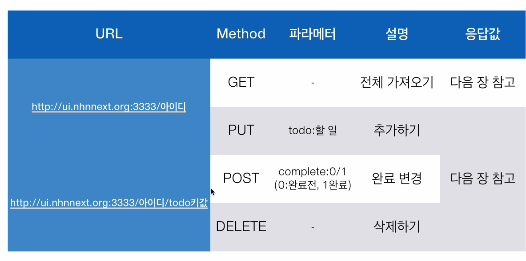 URL Method 파라메터 설명 응답값
http://ui.nhnnext.org:3333/아이디
GET - 전체 가져오기 다음 장 참고
PUT todo:할 일 추가하기
http://ui.nhnnext.org:3333/아이디/todo키값
POST complete:0/1 완료 변경 다음 장 참고
(0:완료전, 1완료)
DELETE - 삭제하기